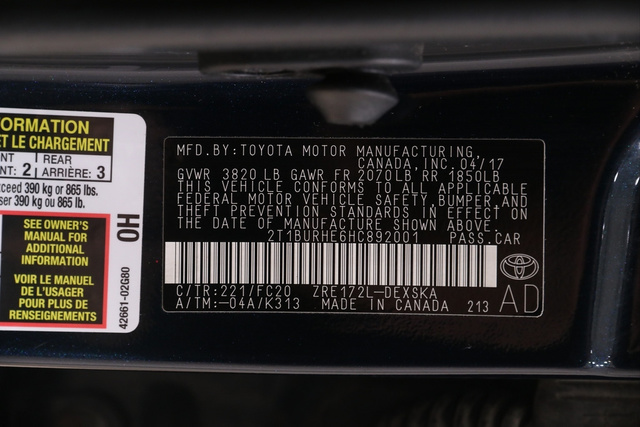 ORMATION
ET LE CHARGEMENT
NT 2 REAR ARRIÈRE: 3
xceed 390 kg or 865 lbs.
ser 390 kg ou 865 lb.
SEE OWNER'S
MANUAL FOR
ADDITIONAL
INFORMATION
VOIR LE MANUEL
DE L'USAGER
POUR PLUS DE
RENSEIGNEMENTS
0H
42661-02G80
MFD.BY:TOYOTA MOTOR MANUFACTURING,
CANADA,INC.04/17
GVWR 3820 LB GAWR FR 2070LB RR 1850LB
THIS VEHICLE CONFORMS TO ALL APPLICABLE
FEDERAL MOTOR VEHICLE SAFETY,BUMPER,AND
THEFT PREVENTION STANDARDS IN EFFECT ON
THE DATE OF MANUFACTURE SHOWN ABOVE.
2T1BURHE6HC892001 PASS.CAR
C/TR:221/FC20 ZRE172L-DEXSKA
A/TM:-04A/K313 MADE IN CANADA 213
AD